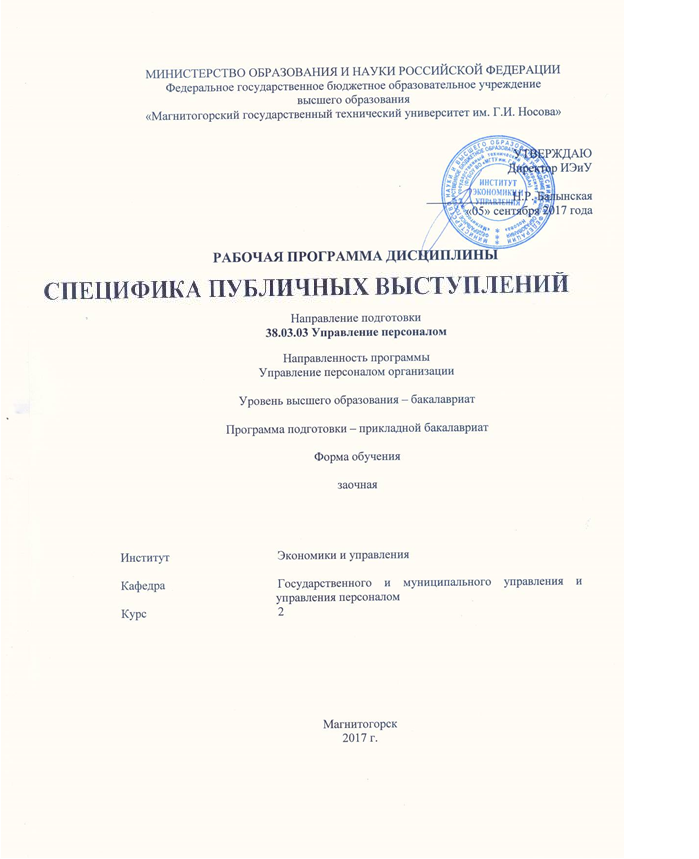 МИНИСТЕРСТВО ОБРАЗОВАНИЯ И НАУКИ РОССИЙСКОЙ ФЕДЕРАЦИИ
Федеральное государственное бюджетное образовательное учреждение
высшего образования
«Магнитогорский государственный технический университет им. Г.И. Носова»
УТВЕРЖДАЮ
Директор ИЭиУ
ИНСТИТУТ
ЭКОНОМИКИ И
УПРАВЛЕНИЯ
Н.Р. Балынская
«05» сентября 2017 года
РАБОЧАЯ ПРОГРАММА ДИСЦИПЛИНЫ
СПЕЦИФИКА ПУБЛИЧНЫХ ВЫСТУПЛЕНИЙ
Направление подготовки
38.03.03 Управление персоналом
Направленность программы
Управление персоналом организации
Уровень высшего образования – бакалавриат
Программа подготовки – прикладной бакалавриат
Форма обучения
заочная
Институт Экономики и управления
Кафедра Государственного и муниципального управления и
управления персоналом
Курс 2
Магнитогорск
2017 г.